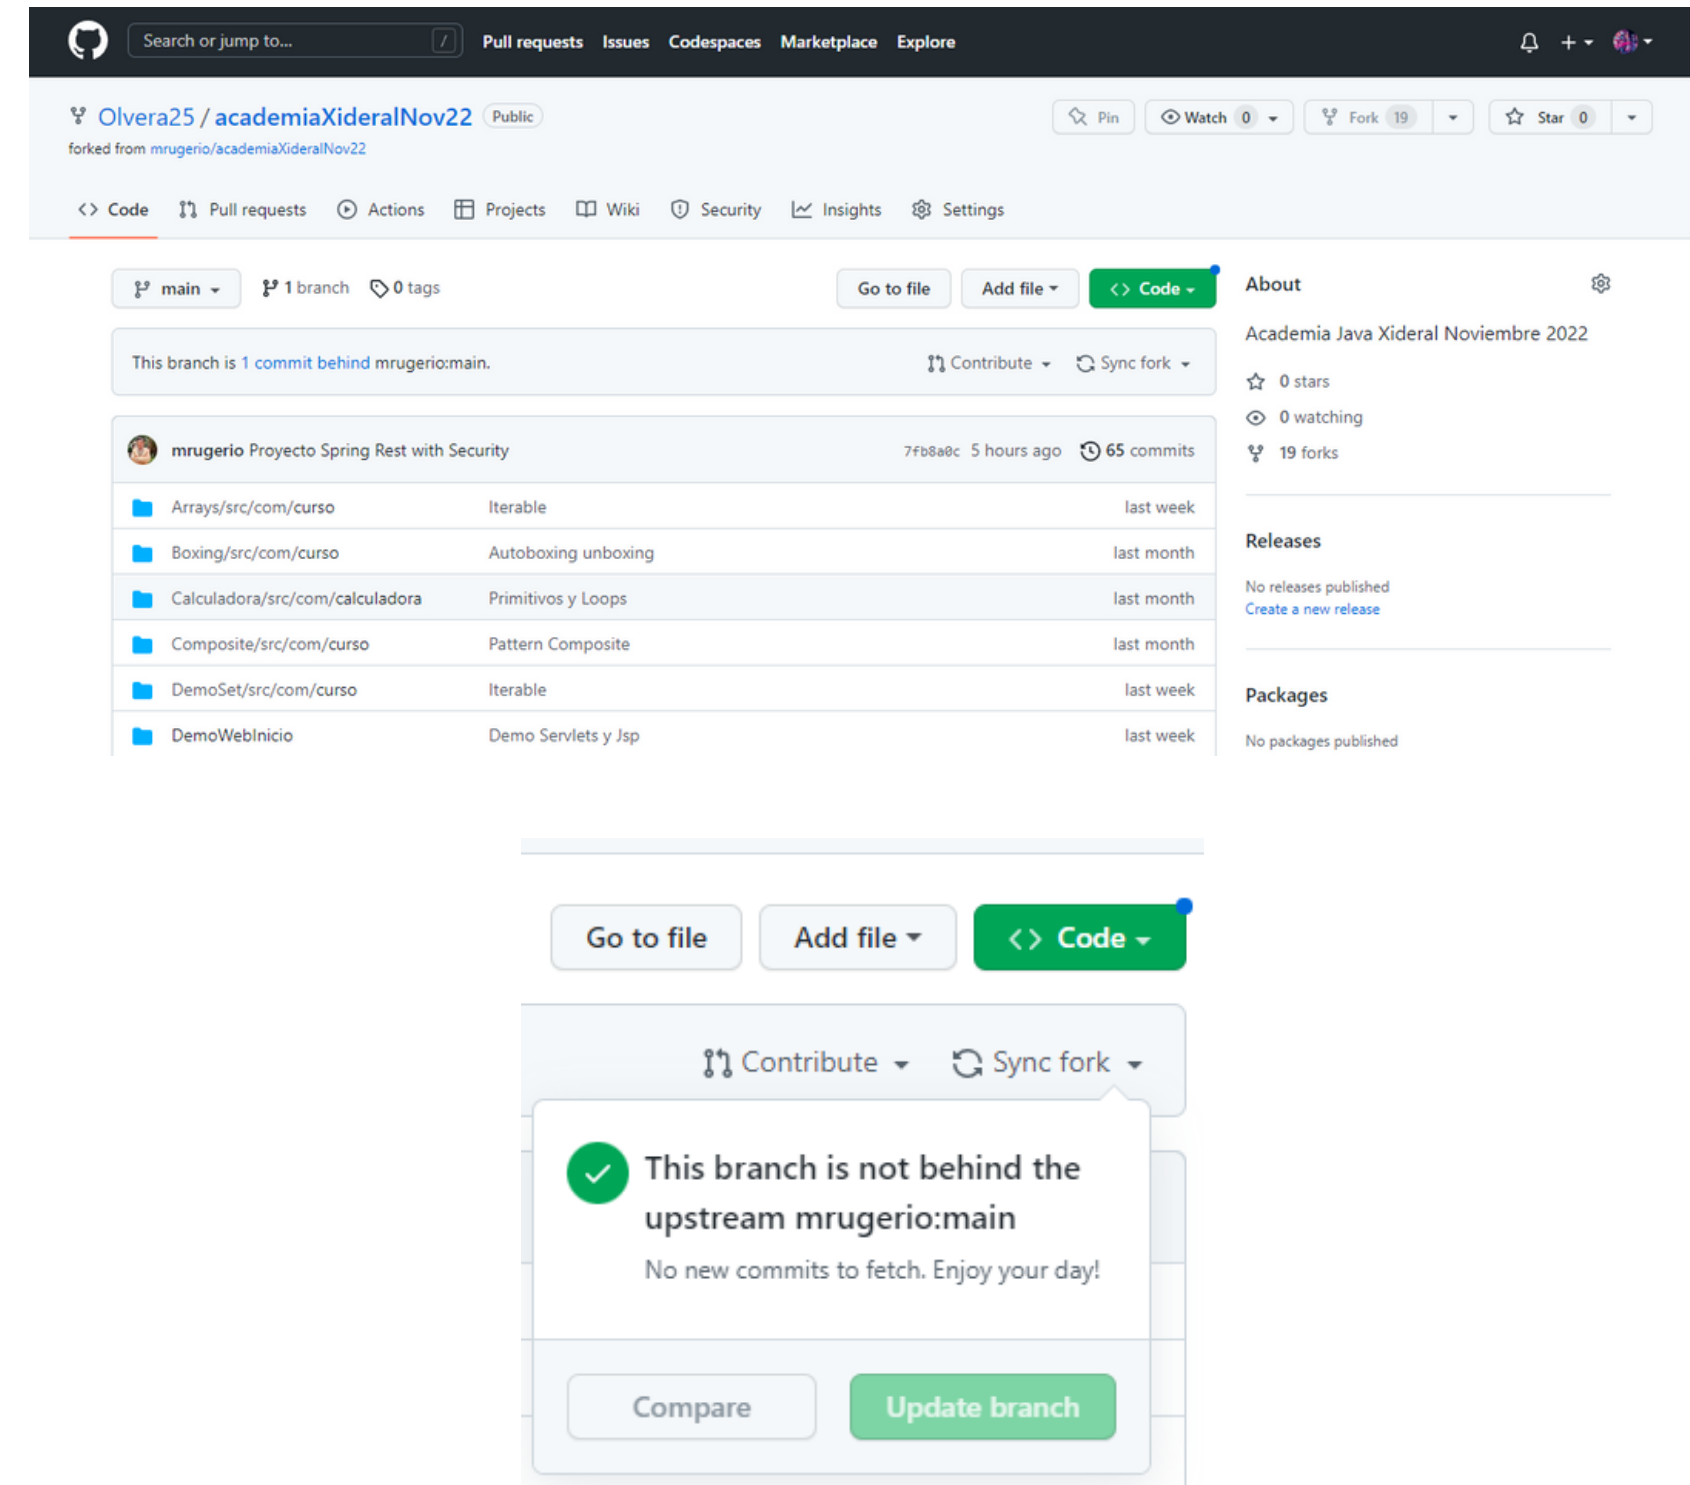 Search or jump to... / Pull requests Issues Codespaces Marketplace Explore
Olvera25 / academiaXideralNov22 Public Pin Watch 0 Fork 19 Star 0
forked from mrugerio/academiaXideralNov22
<> Code Pull requests Actions Projects Wiki Security Insights Settings
main 1 branch 0 tags Go to file Add file <> Code
About
Academia Java Xideral Noviembre 2022
This branch is 1 commit behind mrugerio:main. Contribute Sync fork
0 stars
0 watching
19 forks
mrugerio Proyecto Spring Rest with Security 7fb8a0c 5 hours ago 65 commits
Arrays/src/com/curso Iterable last week
Boxing/src/com/curso Autoboxing unboxing last month
Calculadora/src/com/calculadora Primitivos y Loops last month
Composite/src/com/curso Pattern Composite last month
DemoSet/src/com/curso Iterable last week
DemoWebInicio Demo Servlets y Jsp last week
Releases
No releases published
Create a new release
Packages
No packages published
Go to file Add file <> Code
Contribute Sync fork
This branch is not behind the
upstream mrugerio:main
No new commits to fetch. Enjoy your day!
Compare Update branch